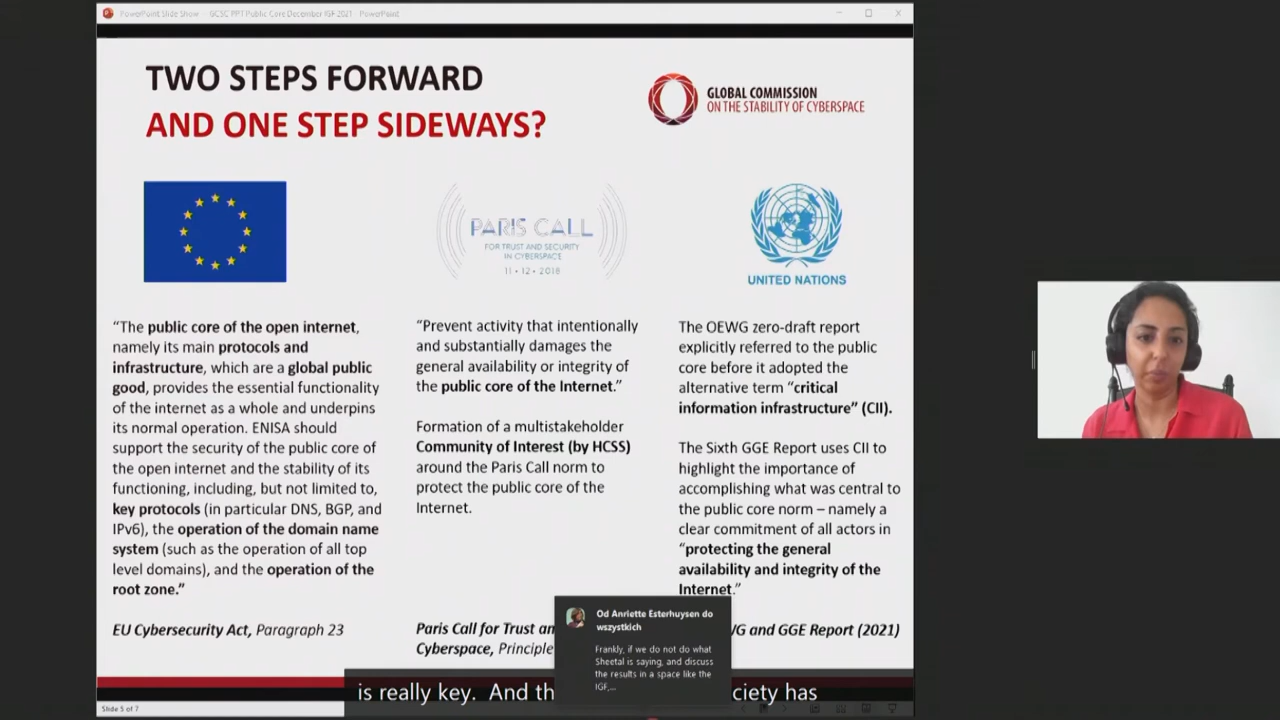 PowerPoint Slide Show - GCSC PPT Public Core December IGF 2021 - PowerPoint
TWO STEPS FORWARD
AND ONE STEP SIDEWAYS?
GLOBAL COMMISSION
ON THE STABILITY OF CYBERSPACE
“The public core of the open internet,
namely its main protocols and
infrastructure, which are a global public
good, provides the essential functionality
of the internet as a whole and underpins
its normal operation. ENISA should
support the security of the public core of
the open internet and the stability of its
functioning, including, but not limited to,
key protocols (in particular DNS, BGP, and
IPv6), the operation of the domain name
system (such as the operation of all top
level domains), and the operation of the
root zone.”
EU Cybersecurity Act, Paragraph 23
PARIS CALL
FOR TRUST AND SECURITY
IN CYBERSPACE
11 • 12 • 2018
“Prevent activity that intentionally
and substantially damages the
general availability or integrity of
the public core of the Internet.”
Formation of a multistakeholder
Community of Interest (by HCSS)
around the Paris Call norm to
protect the public core of the
Internet.
Paris Call for Trust an
Cyberspace, Principle
UNITED NATIONS
The OEWG zero-draft report
explicitly referred to the public
core before it adopted the
alternative term “critical
information infrastructure” (CII).
The Sixth GGE Report uses CII to
highlight the importance of
accomplishing what was central to
the public core norm – namely a
clear commitment of all actors in
“protecting the general
availability and integrity of the
Internet.”
VG and GGE Report (2021)
Od Anriette Esterhuysen do
wszystkich
Frankly, if we do not do what
Sheetal is saying, and discuss
the results in a space like the
IGF,...
is really key. And th ciety has
Slide 5 of 7